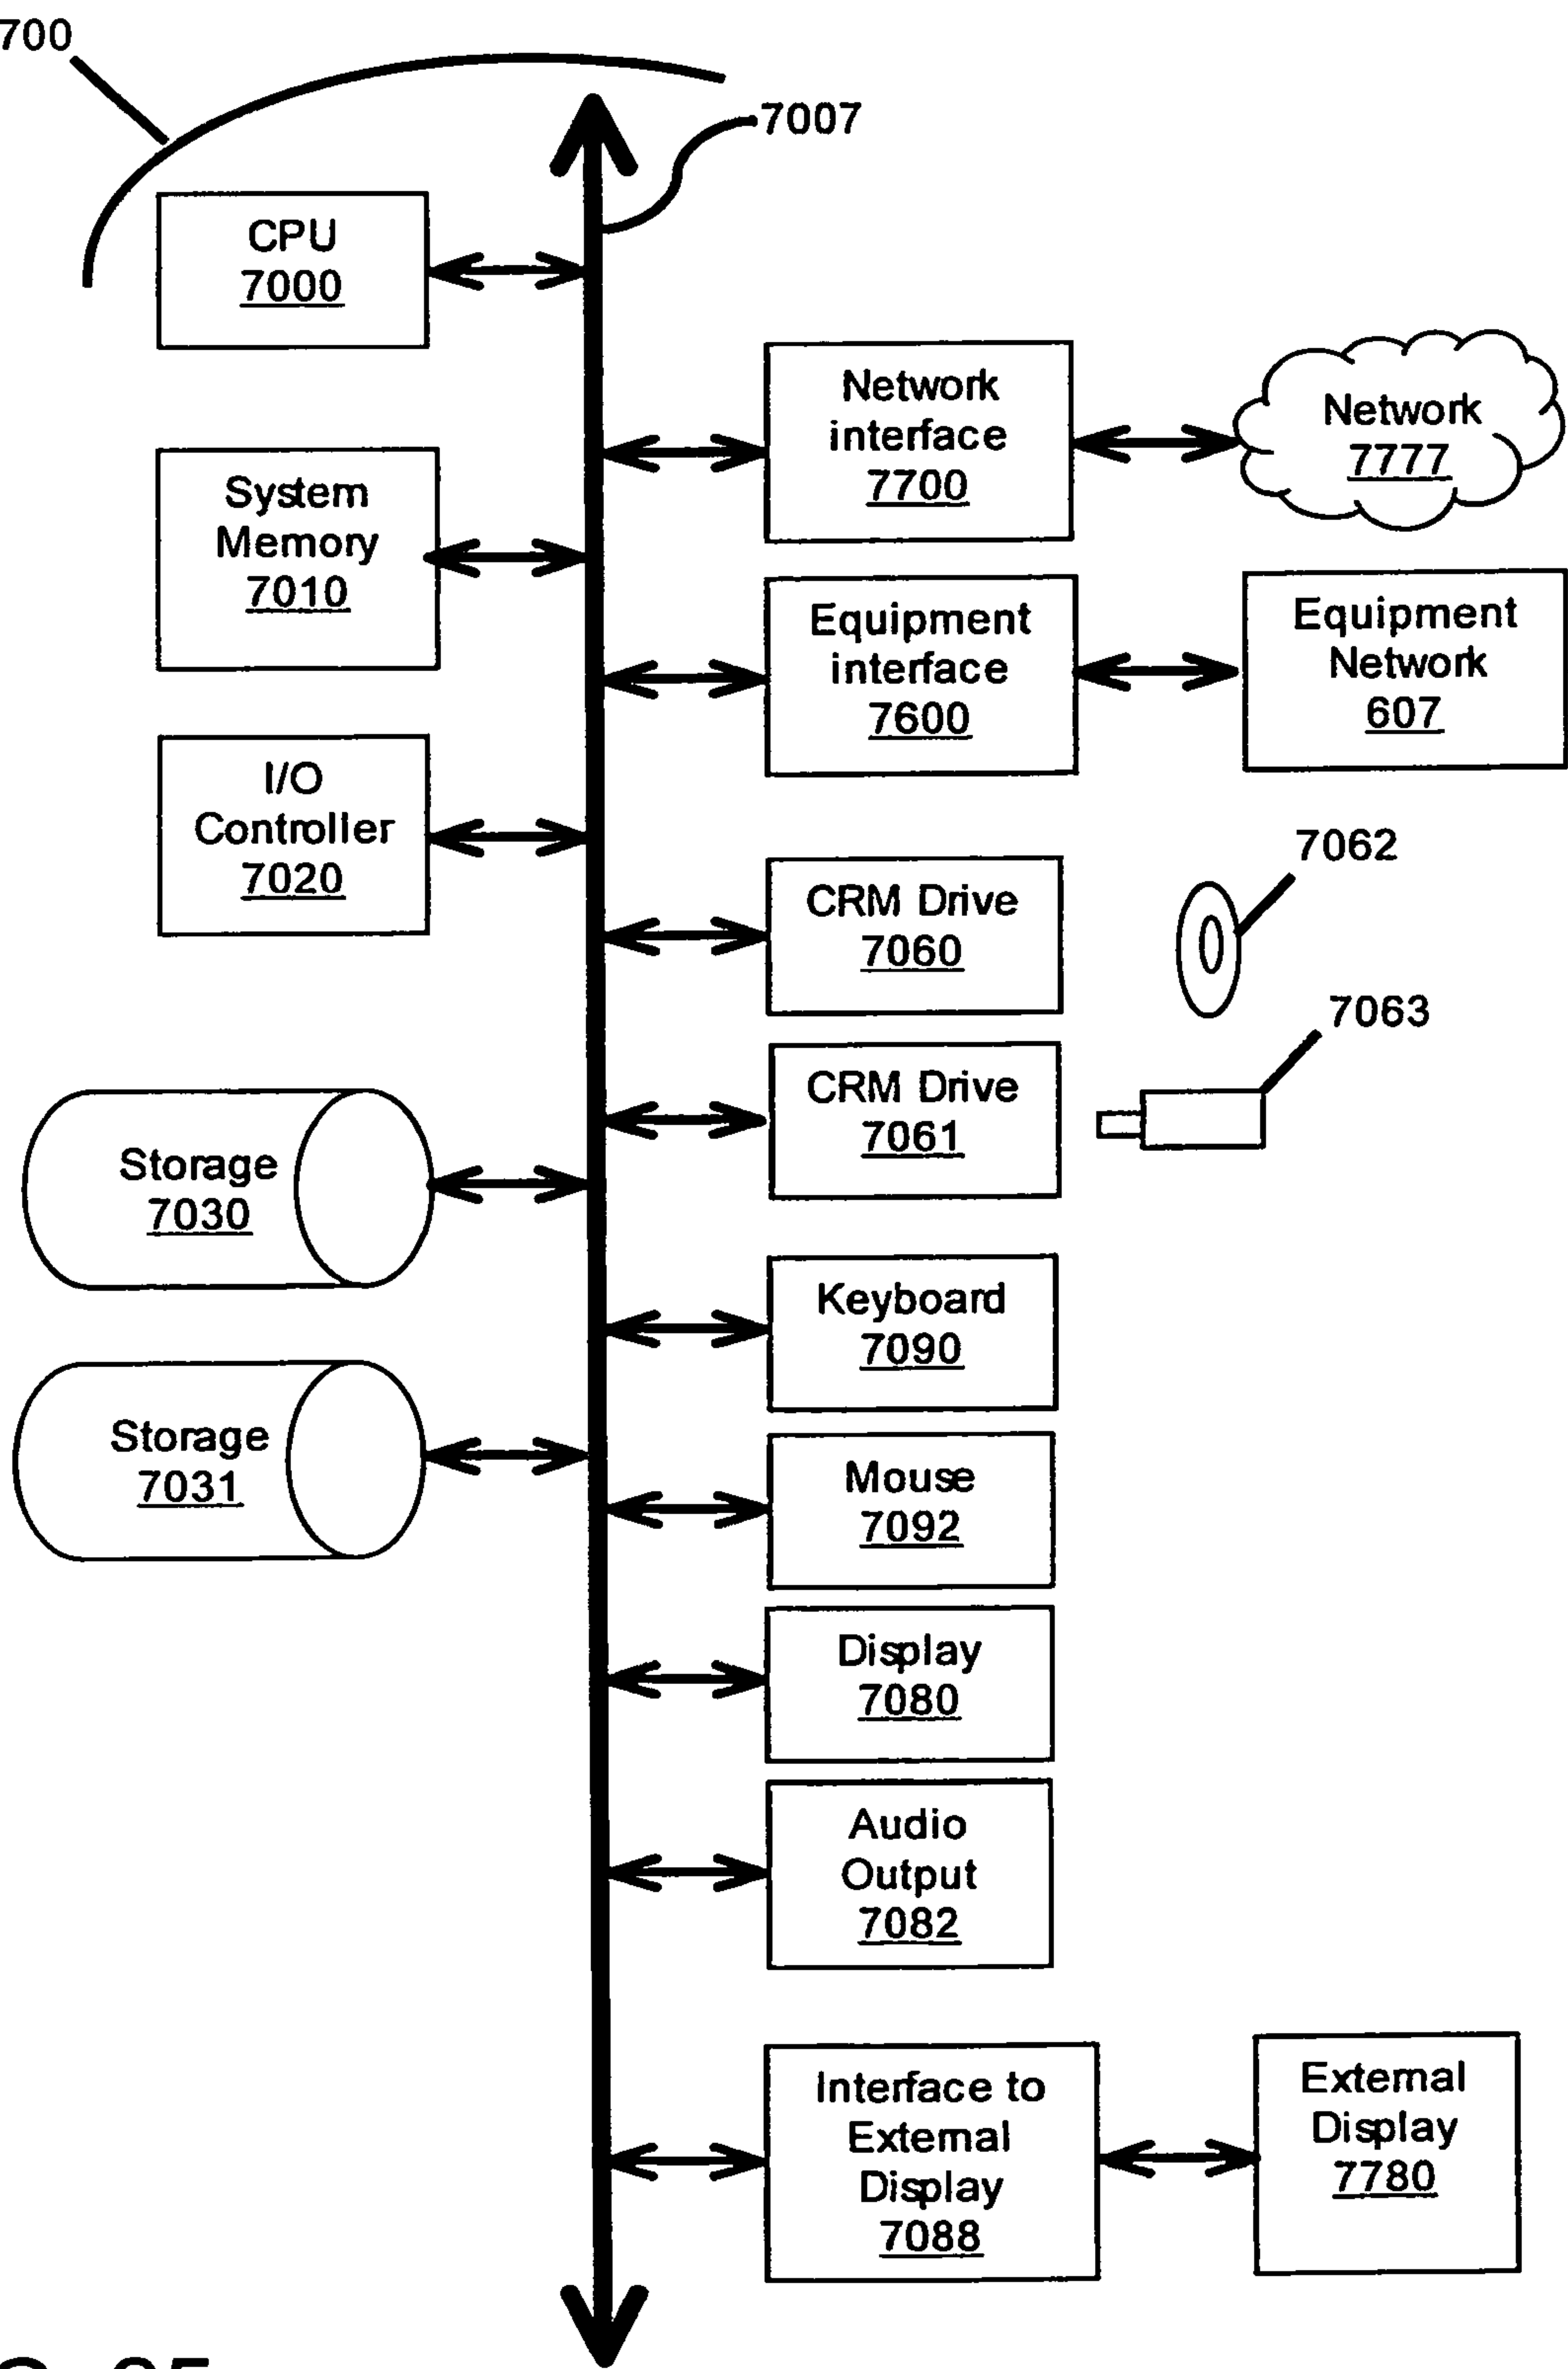 700
7007
CPU
7000
Network
interface
7700
Network
7777
System
Memory
7010
Equipment
interface
7600
Equipment
Network
607
I/O
Controller
7020
CRM Drive
7060
7062
CRM Drive
7061
7063
Storage
7030
Keyboard
7090
Storage
7031
Mouse
7092
Display
7080
Audio
Output
7082
Interface to
External
Display
7088
External
Display
7780